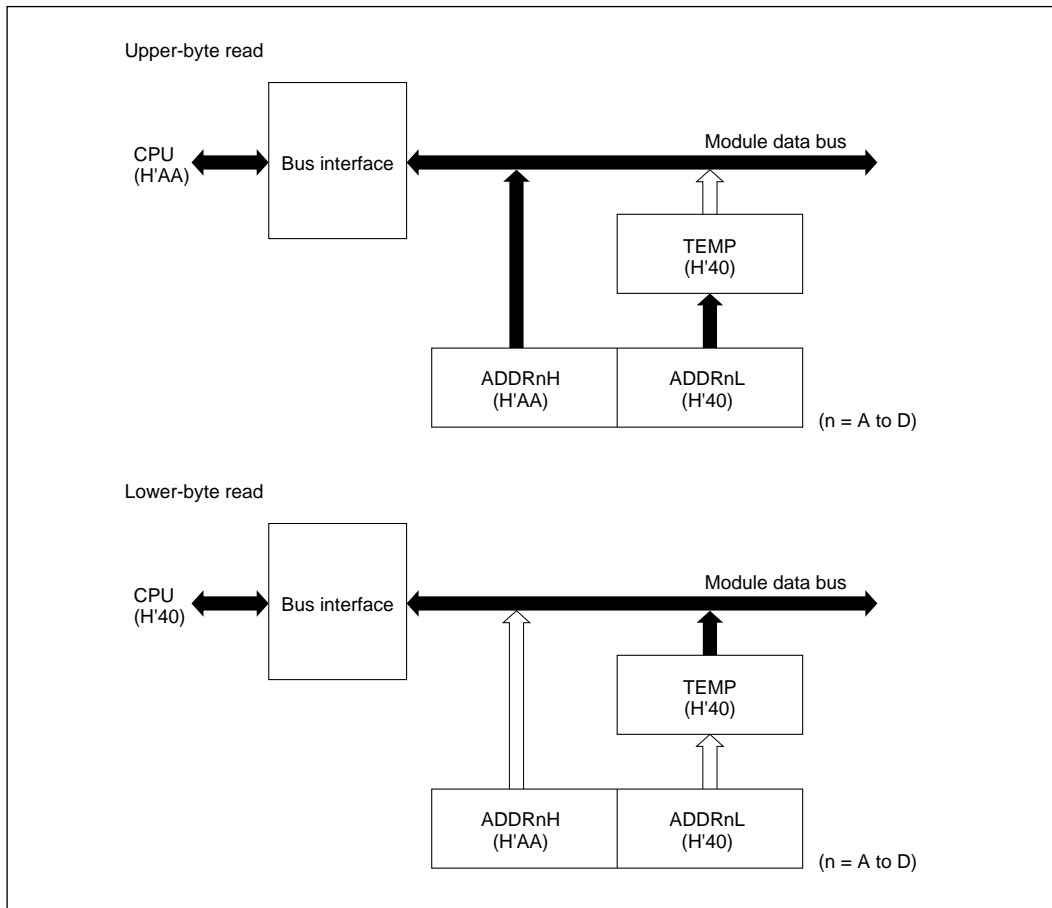 Upper-byte read
CPU
(H'AA)
Bus interface
Module data bus
TEMP
(H'40)
ADDRnH
(H'AA)
ADDRnL
(H'40)
(n = A to D)
Lower-byte read
CPU
(H'40)
Bus interface
Module data bus
TEMP
(H'40)
ADDRnH
(H'AA)
ADDRnL
(H'40)
(n = A to D)